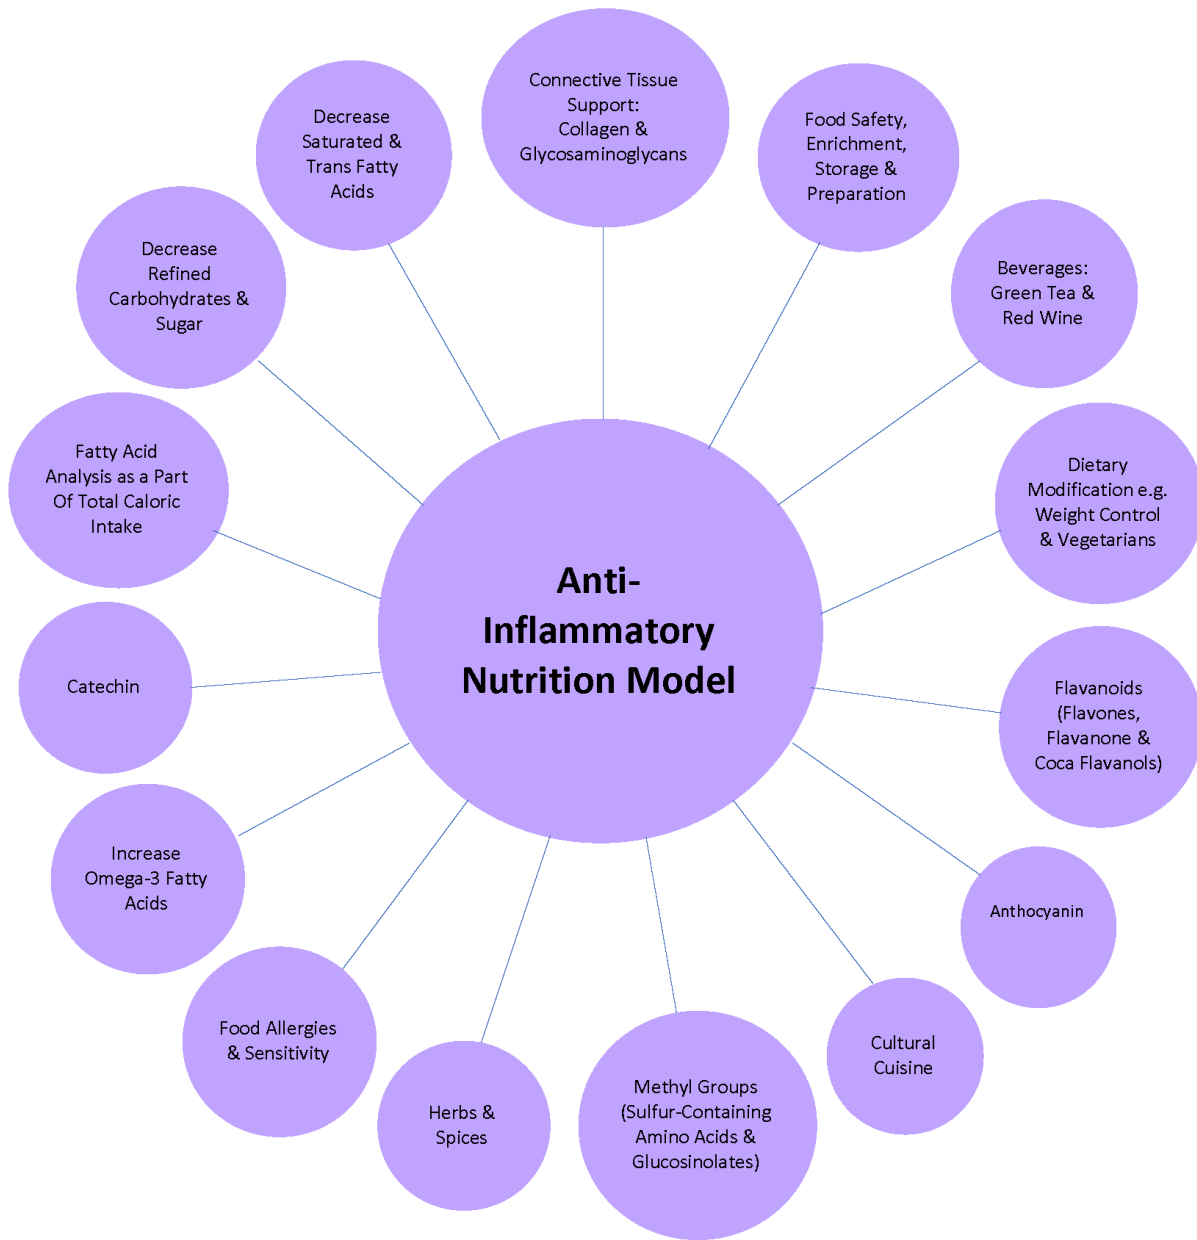 Connective Tissue
Support:
Collagen &
Glycosaminoglycans
Food Safety,
Enrichment,
Storage &
Preparation
Beverages:
Green Tea &
Red Wine
Dietary
Modification e.g.
Weight Control
& Vegetarians
Flavanoids
(Flavones,
Flavanone &
Coca Flavanols)
Anthocyanin
Cultural
Cuisine
Methyl Groups
(Sulfur-Containing
Amino Acids &
Glucosinolates)
Herbs &
Spices
Food Allergies
& Sensitivity
Increase
Omega-3 Fatty
Acids
Catechin
Fatty Acid
Analysis as a Part
Of Total Caloric
Intake
Decrease
Refined
Carbohydrates &
Sugar
Decrease
Saturated &
Trans Fatty
Acids
Anti-
Inflammatory
Nutrition Model